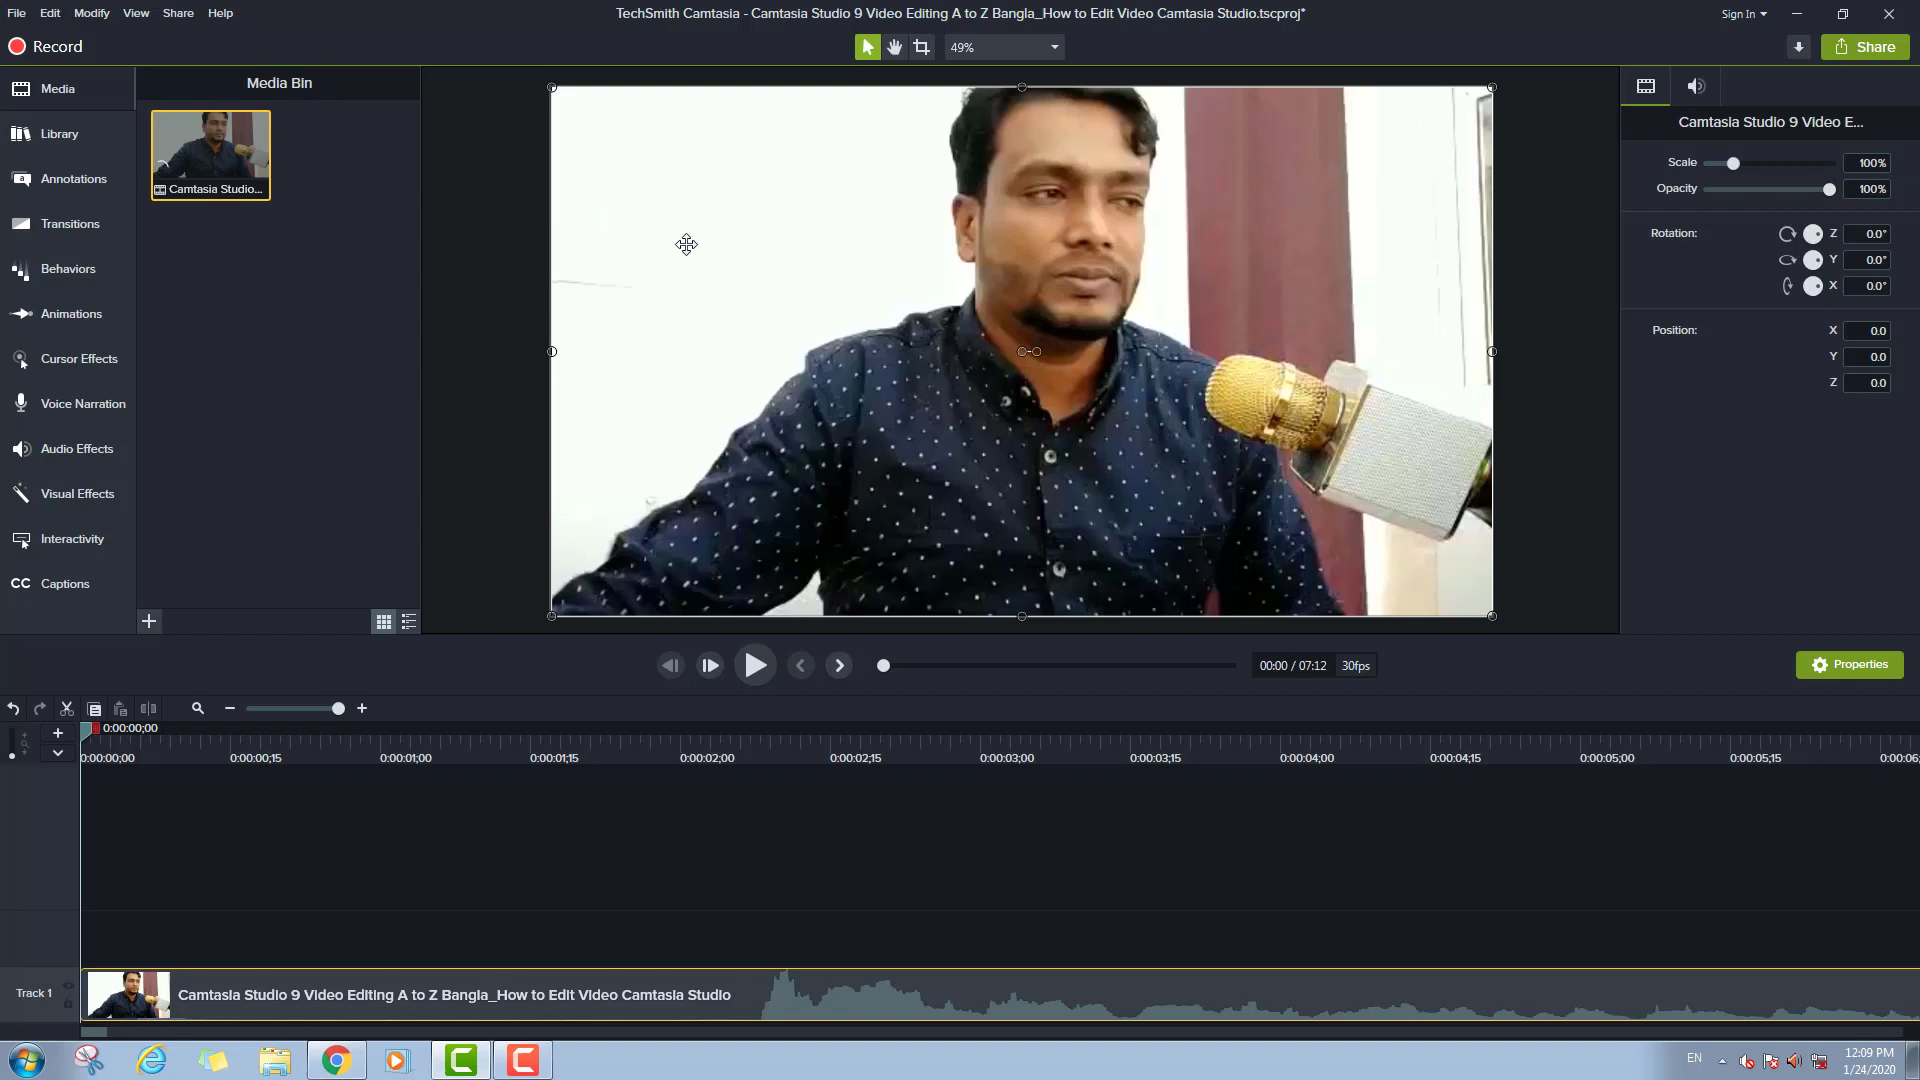 File Edit Modify View Share Help
TechSmith Camtasia - Camtasia Studio 9 Video Editing A to Z Bangla_How to Edit Video Camtasia Studio.tscproj*
Sign In
Record
49%
Share
Media
Media Bin
Camtasia Studio...
Library
Annotations
Transitions
Behaviors
Animations
Cursor Effects
Voice Narration
Audio Effects
Visual Effects
Interactivity
CC Captions
Camtasia Studio 9 Video E...
Scale 100%
Opacity 100%
Rotation: Z 0.0°
Y 0.0°
X 0.0°
Position: X 0.0
Y 0.0
Z 0.0
00:00 / 07:12 30fps
Properties
0:00:00;00
0:00:00;00 0:00:00;15 0:00:01;00 0:00:01;15 0:00:02;00 0:00:02;15 0:00:03;00 0:00:03;15 0:00:04;00 0:00:04;15 0:00:05;00 0:00:05;15 0:00:06;
Track 1
Camtasia Studio 9 Video Editing A to Z Bangla_How to Edit Video Camtasia Studio
EN
12:09 PM
1/24/2020